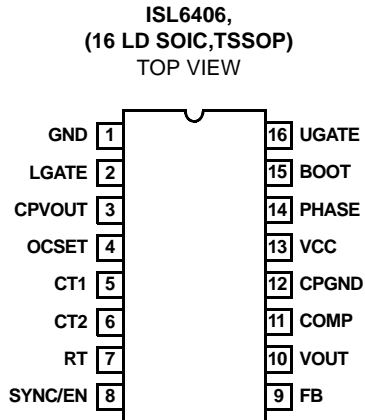 ISL6406,
(16 LD SOIC,TSSOP)
TOP VIEW
GND 1 16 UGATE
LGATE 2 15 BOOT
CPVOUT 3 14 PHASE
OCSET 4 13 VCC
CT1 5 12 CPGND
CT2 6 11 COMP
RT 7 10 VOUT
SYNC/EN 8 9 FB